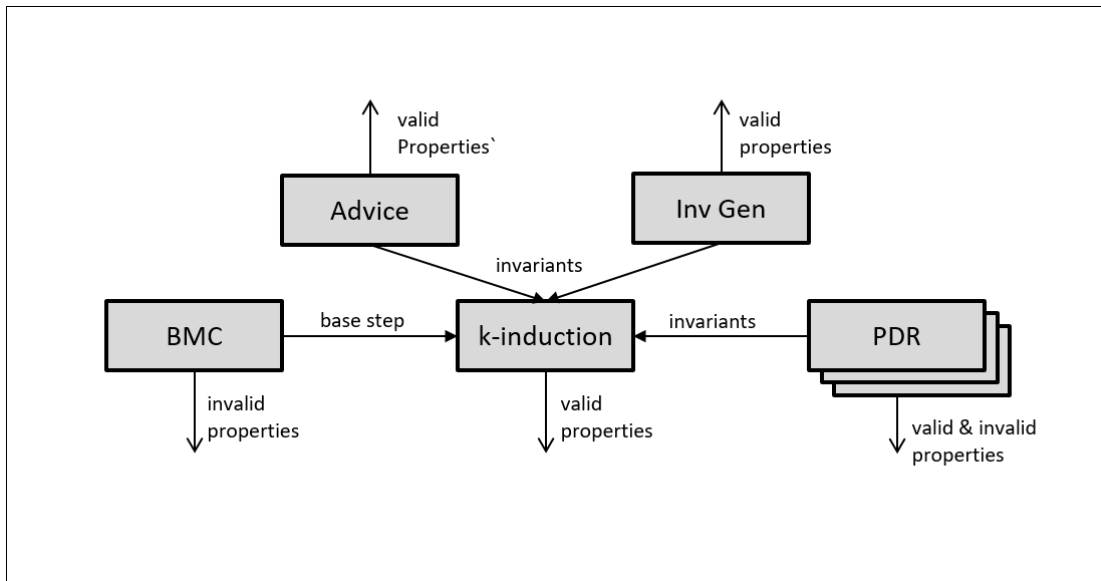 valid
Properties`
valid
properties
Advice
Inv Gen
invariants
BMC
base step
k-induction
invariants
PDR
invalid
properties
valid
properties
valid & invalid
properties